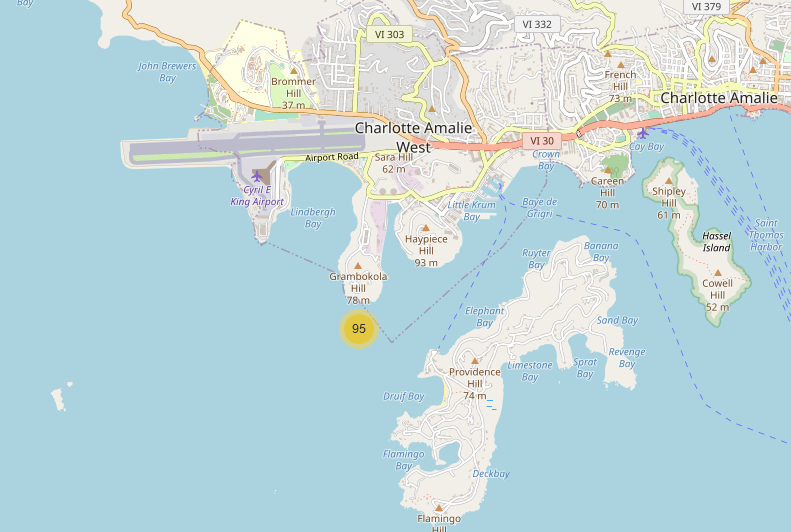 Bay
VI 379
VI 332
VI 303
John Brewers
Bay
Brommer
Hill
37 m
French
Hill
73 m
Charlotte Amalie
Charlotte Amalie
West
VI 30
Cay Bay
Airport Road
Sara Hill
62 m
Crown
Bay
Careen
Hill
70 m
Cyril E
King Airport
Lindbergh
Bay
Little Krum
Bay
Baye de
Grigri
Shipley
Hill
61 m
Hassel
Island
Saint
Thomas
Harbor
Haypiece
Hill
93 m
Ruyter
Bay
Banana
Bay
Grambokola
Hill
78 m
Cowell
Hill
52 m
95
Elephant
Bay
Sand Bay
Limestone
Bay
Sprat
Bay
Revenge
Bay
Providence
Hill
74 m
Druif Bay
Flamingo
Bay
Deckbay
Flamingo
Hill